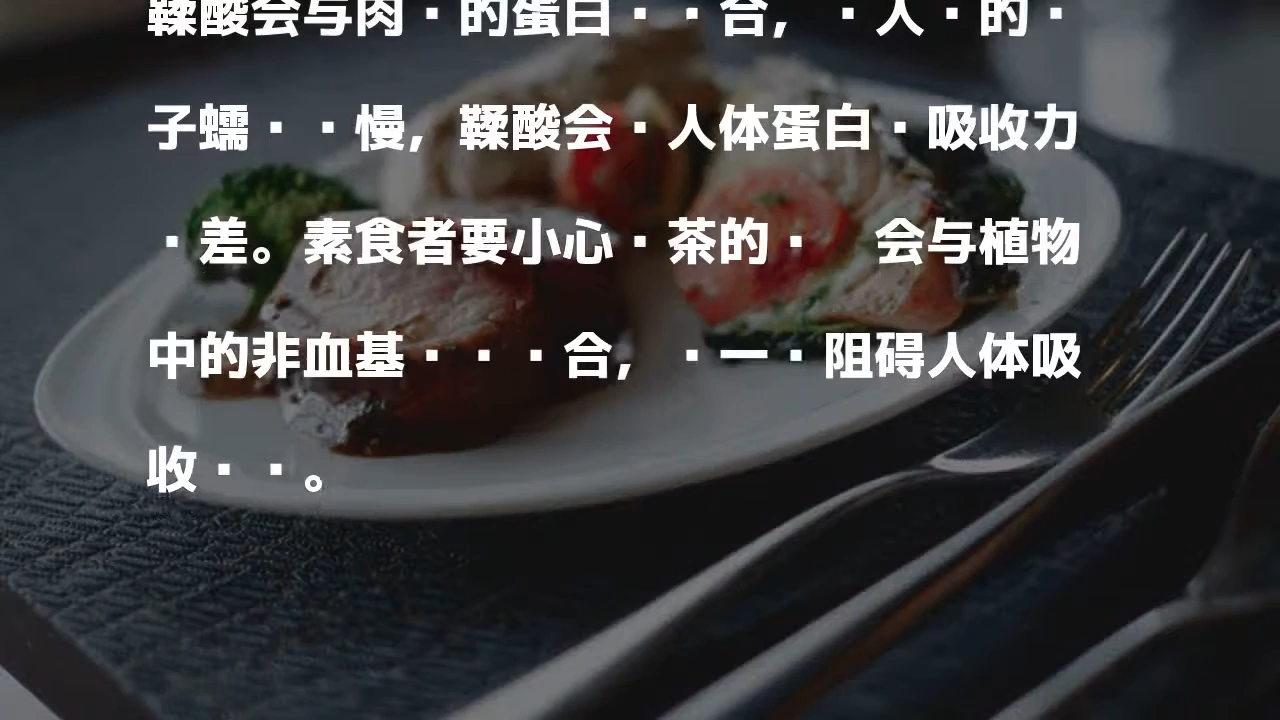 鞣酸会与肉▪的蛋白▪▪合，▪人▪的▪
子蠕▪▪慢，鞣酸会▪人体蛋白▪吸收力
▪差。素食者要小心▪茶的▪　会与植物
中的非血基▪▪▪合，▪一▪阻碍人体吸
收▪▪。